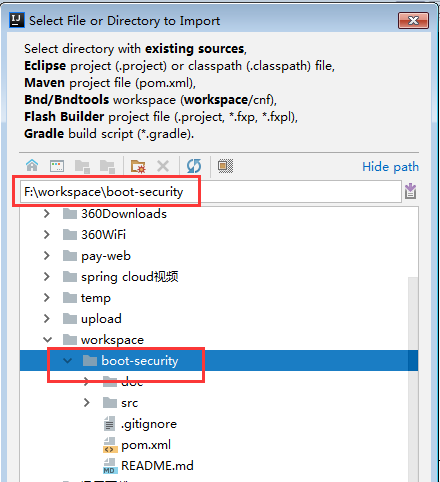 Select File or Directory to Import
Select directory with existing sources,
Eclipse project (.project) or classpath (.classpath) file,
Maven project file (pom.xml),
Bnd/Bndtools workspace (workspace/cnf),
Flash Builder project file (.project, *.fxp, *.fxpl),
Gradle build script (*.gradle).
Hide path
F:\workspace\boot-security
360Downloads
360WiFi
pay-web
spring cloud视频
temp
upload
workspace
boot-security
doc
src
.gitignore
pom.xml
README.md